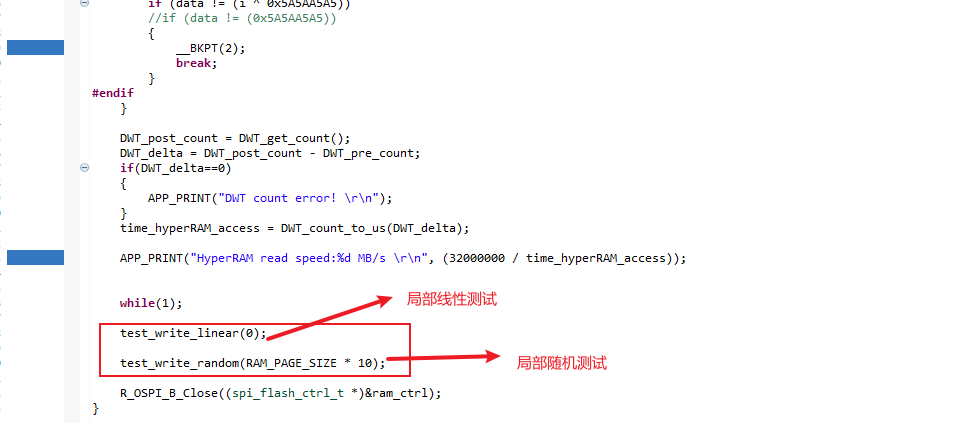 if (data != (i ^ 0x5A5AA5A5))
//if (data != (0x5A5AA5A5))
{
__BKPT(2);
break;
}
#endif
}
DWT_post_count = DWT_get_count();
DWT_delta = DWT_post_count - DWT_pre_count;
if(DWT_delta==0)
{
APP_PRINT("DWT count error! \r\n");
}
time_hyperRAM_access = DWT_count_to_us(DWT_delta);
APP_PRINT("HyperRAM read speed:%d MB/s \r\n", (32000000 / time_hyperRAM_access));
while(1);
局部线性测试
test_write_linear(0);
test_write_random(RAM_PAGE_SIZE * 10);
局部随机测试
R_OSPI_B_Close((spi_flash_ctrl_t *)&ram_ctrl);
}